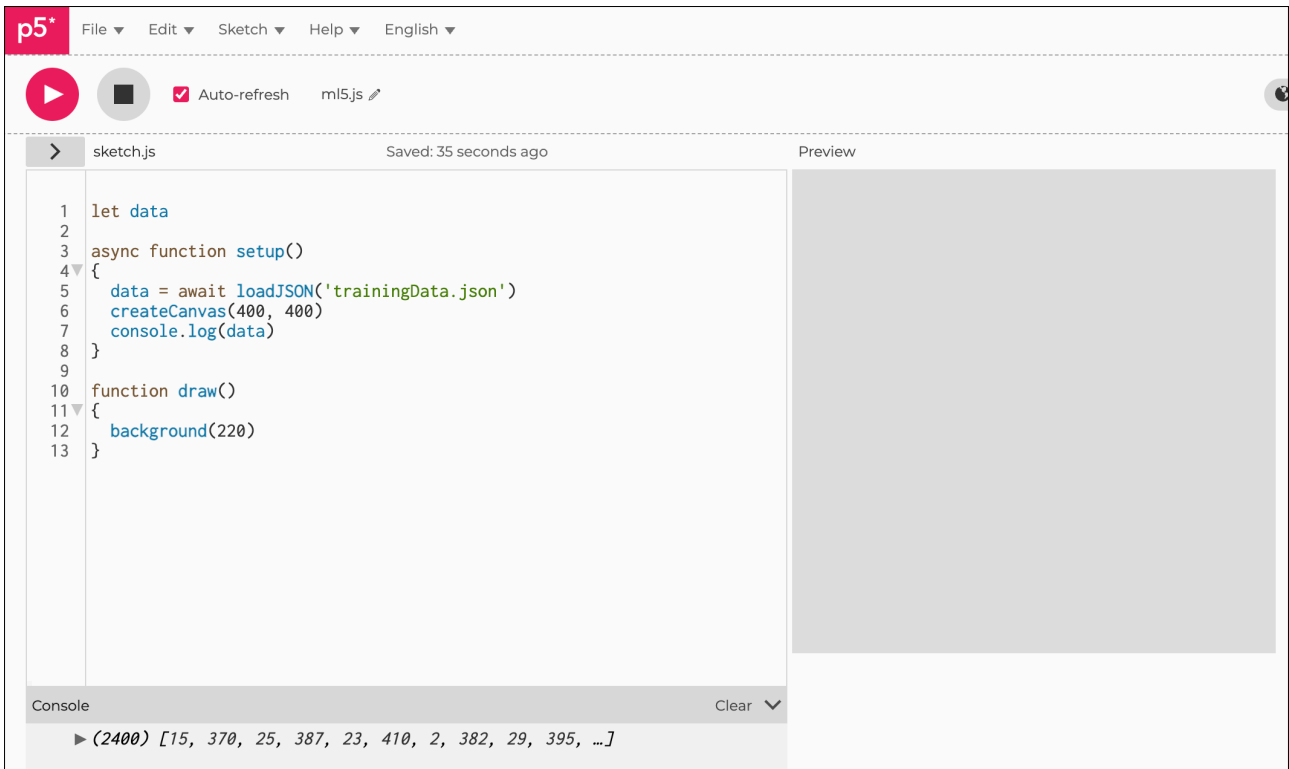 p5* File Edit Sketch Help English
Auto-refresh ml5.js
sketch.js Saved: 35 seconds ago Preview
1 let data
2
3 async function setup()
4 {
5 data = await loadJSON('trainingData.json')
6 createCanvas(400, 400)
7 console.log(data)
8 }
9
10 function draw()
11 {
12 background(220)
13 }
Console Clear
(2400) [15, 370, 25, 387, 23, 410, 2, 382, 29, 395, …]